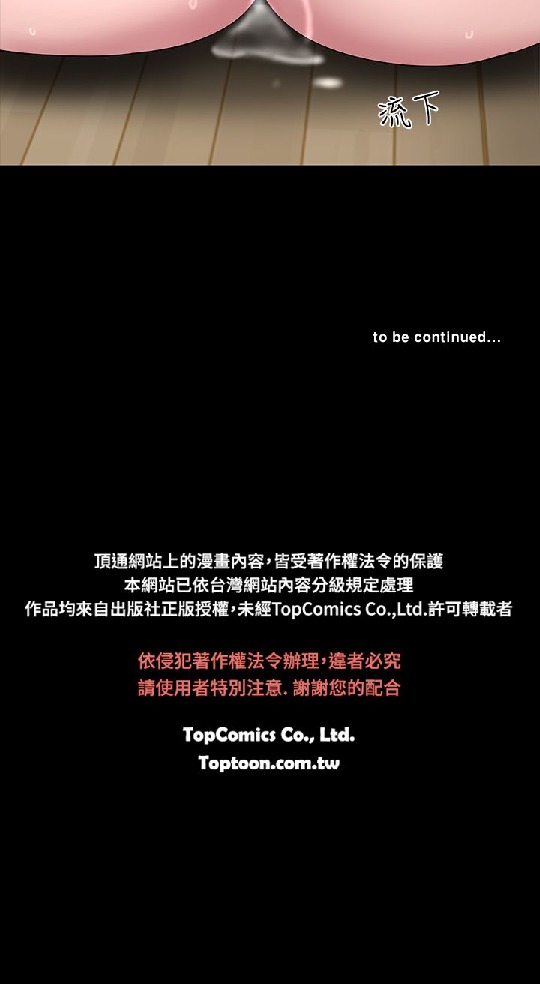 流下
to be continued...
頂通網站上的漫畫內容,皆受著作權法令的保護
本網站已依台灣網站內容分級規定處理
作品均來自出版社正版授權,未經TopComics Co.,Ltd.許可轉載者
依侵犯著作權法令辦理,違者必究
請使用者特別注意. 謝謝您的配合
TopComics Co., Ltd.
Toptoon.com.tw